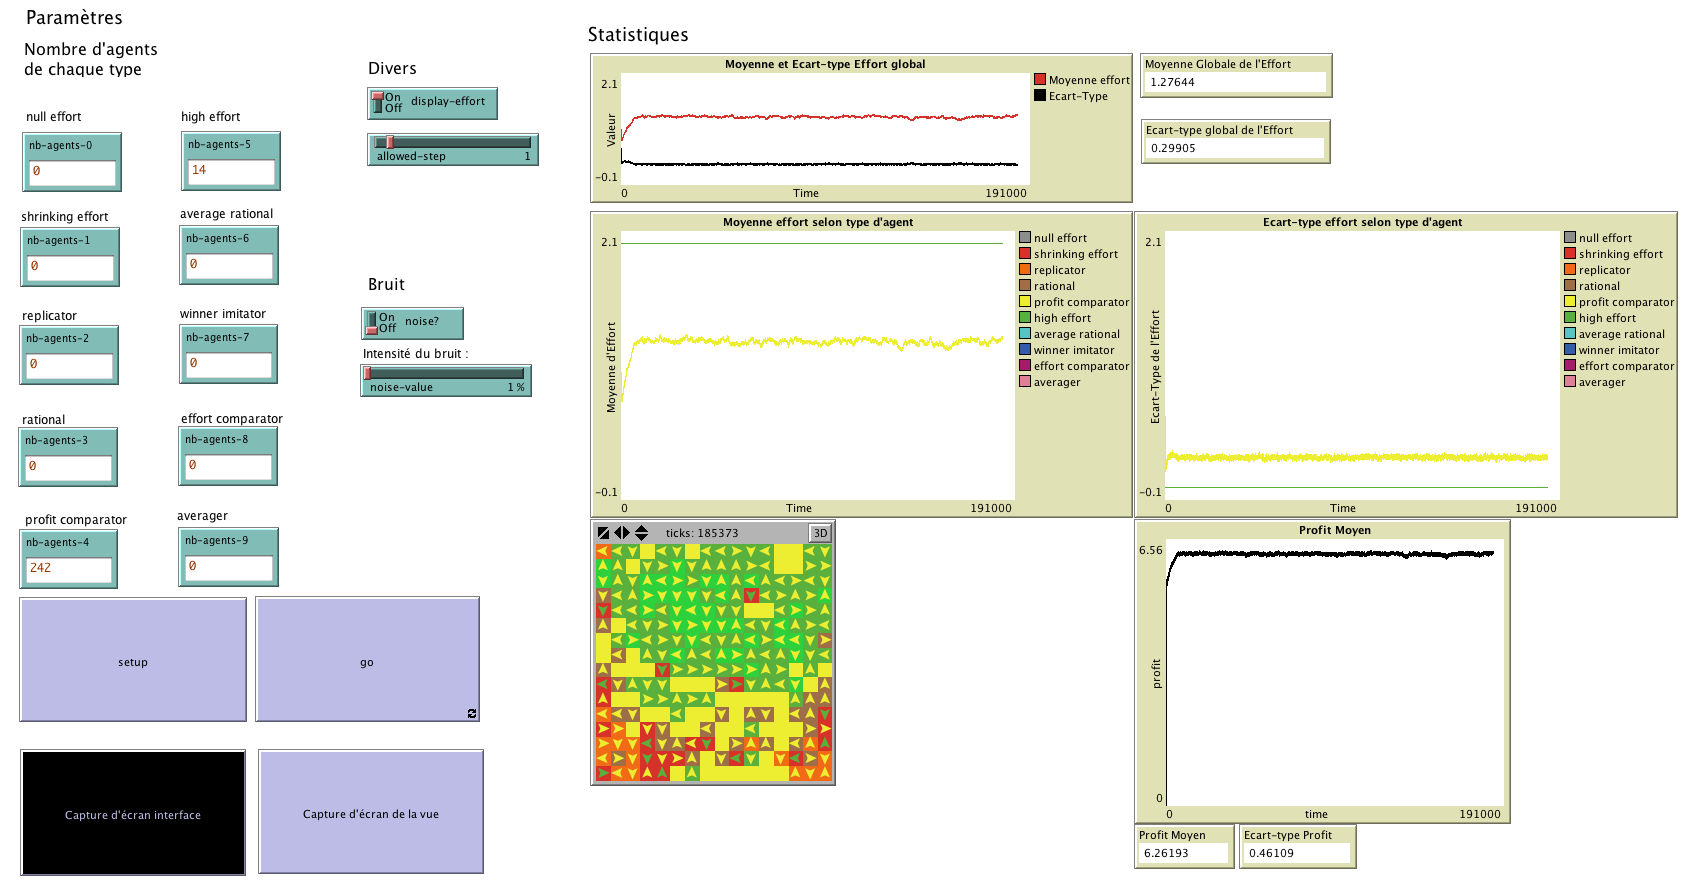 Paramètres
Nombre d'agents
de chaque type
null effort
nb-agents-0
0
high effort
nb-agents-5
14
shrinking effort
nb-agents-1
0
average rational
nb-agents-6
0
replicator
nb-agents-2
0
winner imitator
nb-agents-7
0
rational
nb-agents-3
0
effort comparator
nb-agents-8
0
profit comparator
nb-agents-4
242
averager
nb-agents-9
0
setup
go
Capture d'écran interface
Capture d'écran de la vue
Divers
On
Off
display-effort
allowed-step
1
Bruit
On
Off
noise?
Intensité du bruit :
noise-value
1 %
Statistiques
Moyenne et Ecart-type Effort global
2.1
Valeur
-0.1
0
Time
191000
Moyenne effort
Ecart-Type
Moyenne Globale de l'Effort
1.27644
Ecart-type global de l'Effort
0.29905
Moyenne effort selon type d'agent
2.1
Moyenne d'Effort
-0.1
0
Time
191000
null effort
shrinking effort
replicator
rational
profit comparator
high effort
average rational
winner imitator
effort comparator
averager
Ecart-type effort selon type d'agent
2.1
Ecart-Type de l'Effort
-0.1
0
Time
191000
null effort
shrinking effort
replicator
rational
profit comparator
high effort
average rational
winner imitator
effort comparator
averager
ticks: 185373
3D
Profit Moyen
6.56
profit
0
0
time
191000
Profit Moyen
6.26193
Ecart-type Profit
0.46109